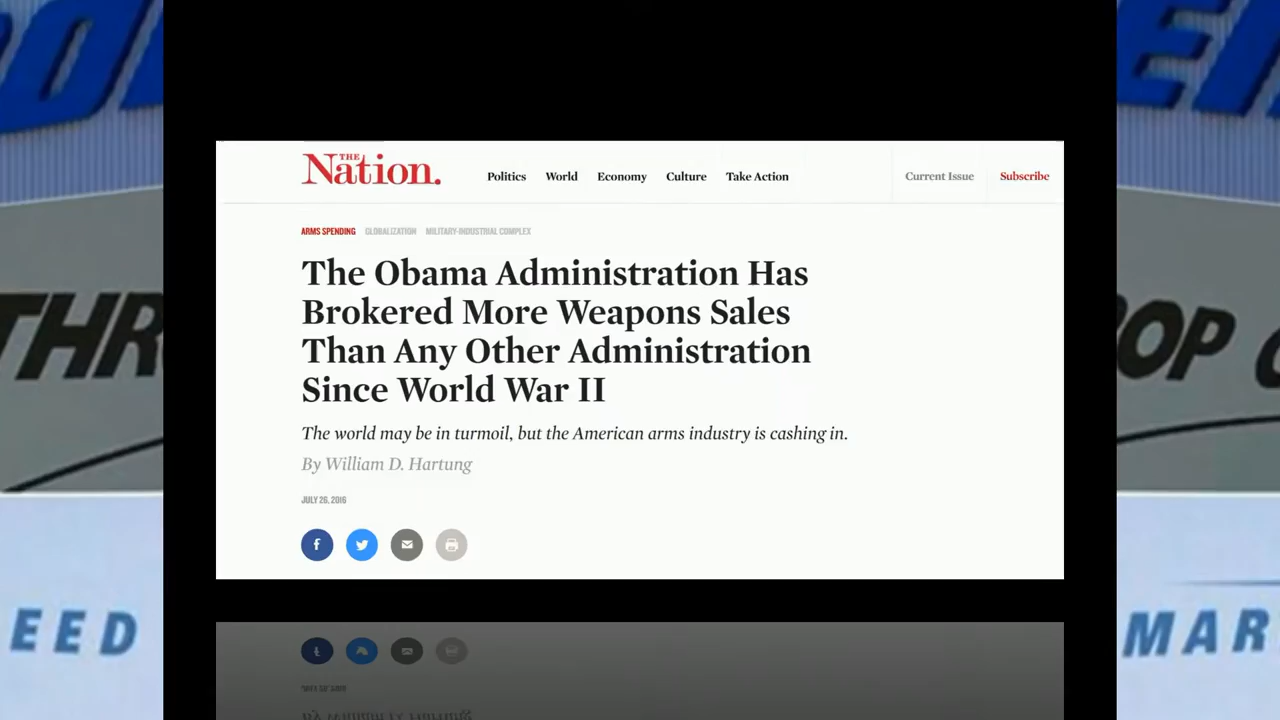 THE
Nation.
Politics World Economy Culture Take Action Current Issue Subscribe
ARMS SPENDING GLOBALIZATION MILITARY-INDUSTRIAL COMPLEX
The Obama Administration Has
Brokered More Weapons Sales
Than Any Other Administration
Since World War II
The world may be in turmoil, but the American arms industry is cashing in.
By William D. Hartung
JULY 26, 2016
THR
OP
EED
MAR